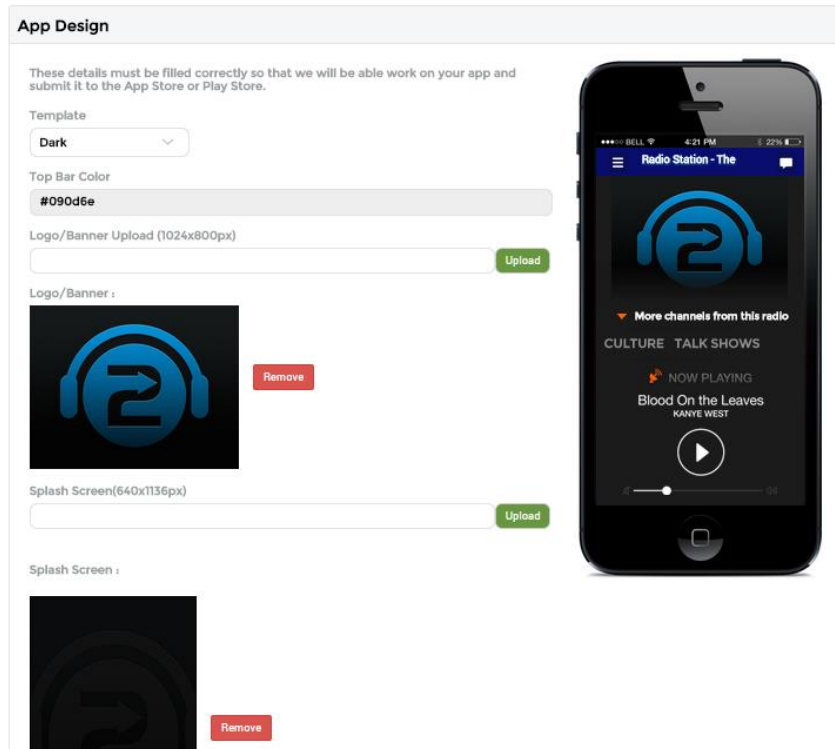 App Design
These details must be filled correctly so that we will be able work on your app and
submit it to the App Store or Play Store.
Template
Dark
Top Bar Color
#090d6e
Logo/Banner Upload (1024x800px)
Upload
Logo/Banner :
2
Remove
Splash Screen(640x1136px)
Upload
Splash Screen :
2
Remove
BELL 4:21 PM 22%
Radio Station - The
2
More channels from this radio
CULTURE TALK SHOWS
NOW PLAYING
Blood On the Leaves
KANYE WEST